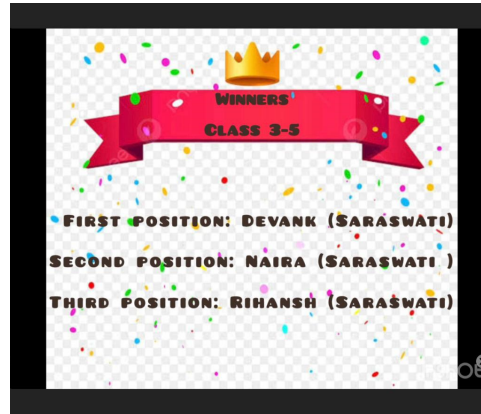 Winners
Class 3-5
First position: Devank (Saraswati)
Second position: Naira (Saraswati )
Third position: Rihansh (Saraswati)